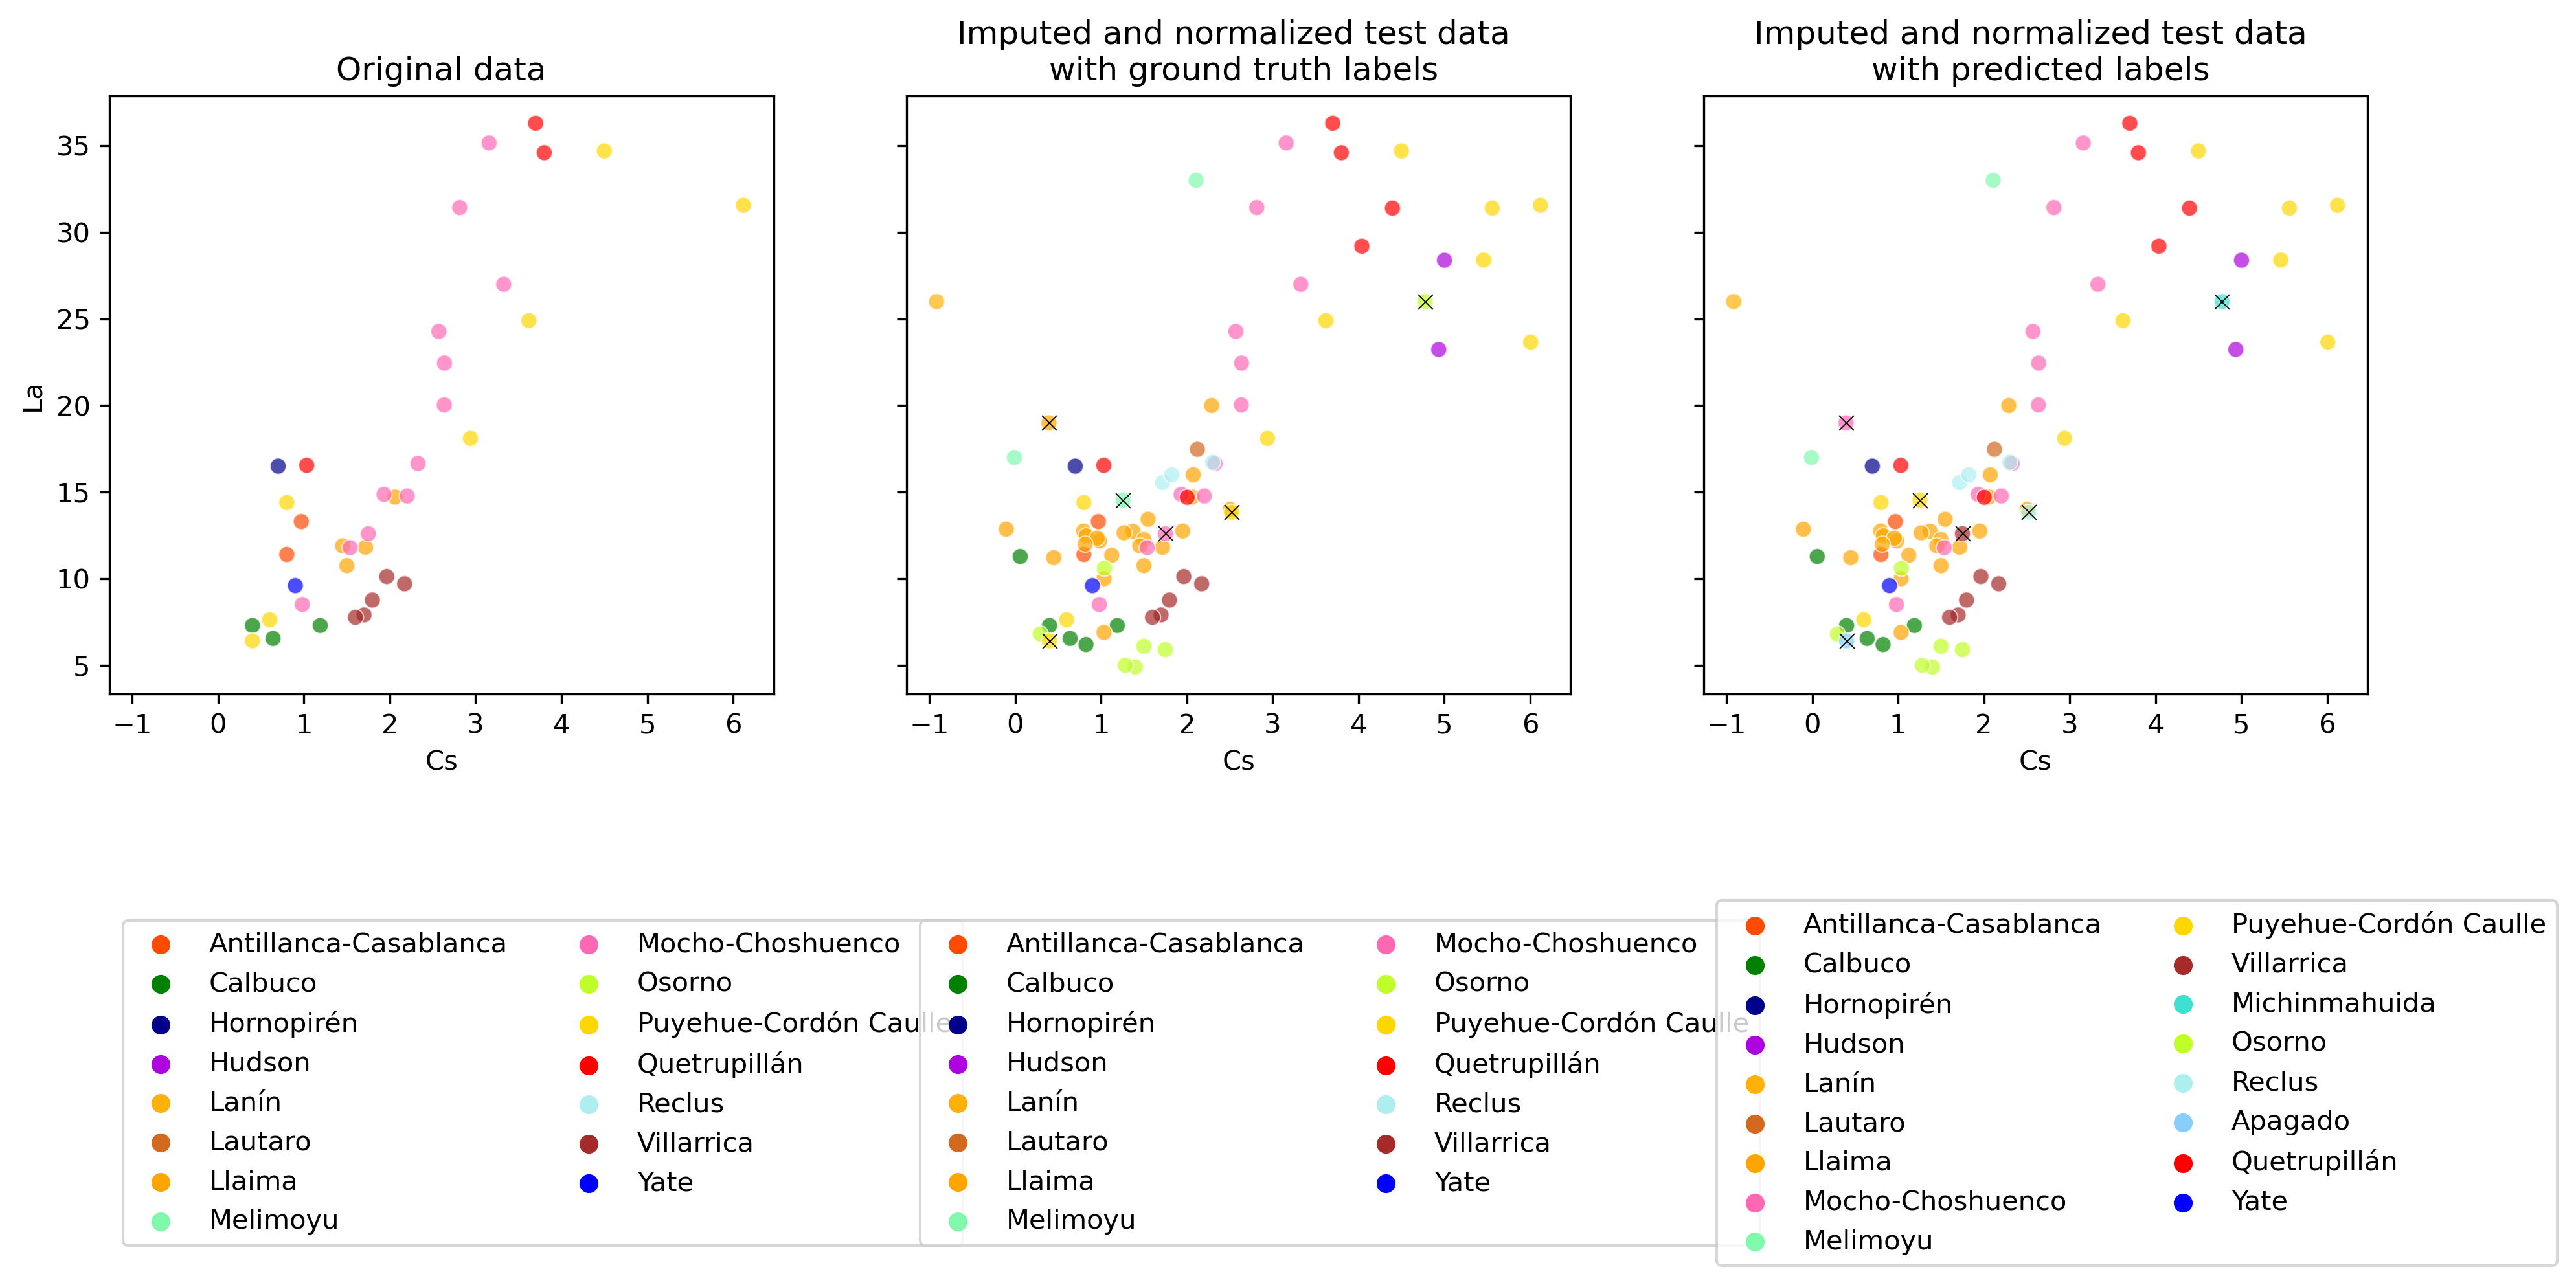 Original data
Imputed and normalized test data
with ground truth labels
Imputed and normalized test data
with predicted labels
La
35
30
25
20
15
10
5
−1 0 1 2 3 4 5 6
Cs
−1 0 1 2 3 4 5 6
Cs
−1 0 1 2 3 4 5 6
Cs
Antillanca-Casablanca
Calbuco
Hornopirén
Hudson
Lanín
Lautaro
Llaima
Melimoyu
Mocho-Choshuenco
Osorno
Puyehue-Cordón Caulle
Quetrupillán
Reclus
Villarrica
Yate
Antillanca-Casablanca
Calbuco
Hornopirén
Hudson
Lanín
Lautaro
Llaima
Melimoyu
Mocho-Choshuenco
Osorno
Puyehue-Cordón Caulle
Quetrupillán
Reclus
Villarrica
Yate
Antillanca-Casablanca
Calbuco
Hornopirén
Hudson
Lanín
Lautaro
Llaima
Mocho-Choshuenco
Melimoyu
Puyehue-Cordón Caulle
Villarrica
Michinmahuida
Osorno
Reclus
Apagado
Quetrupillán
Yate